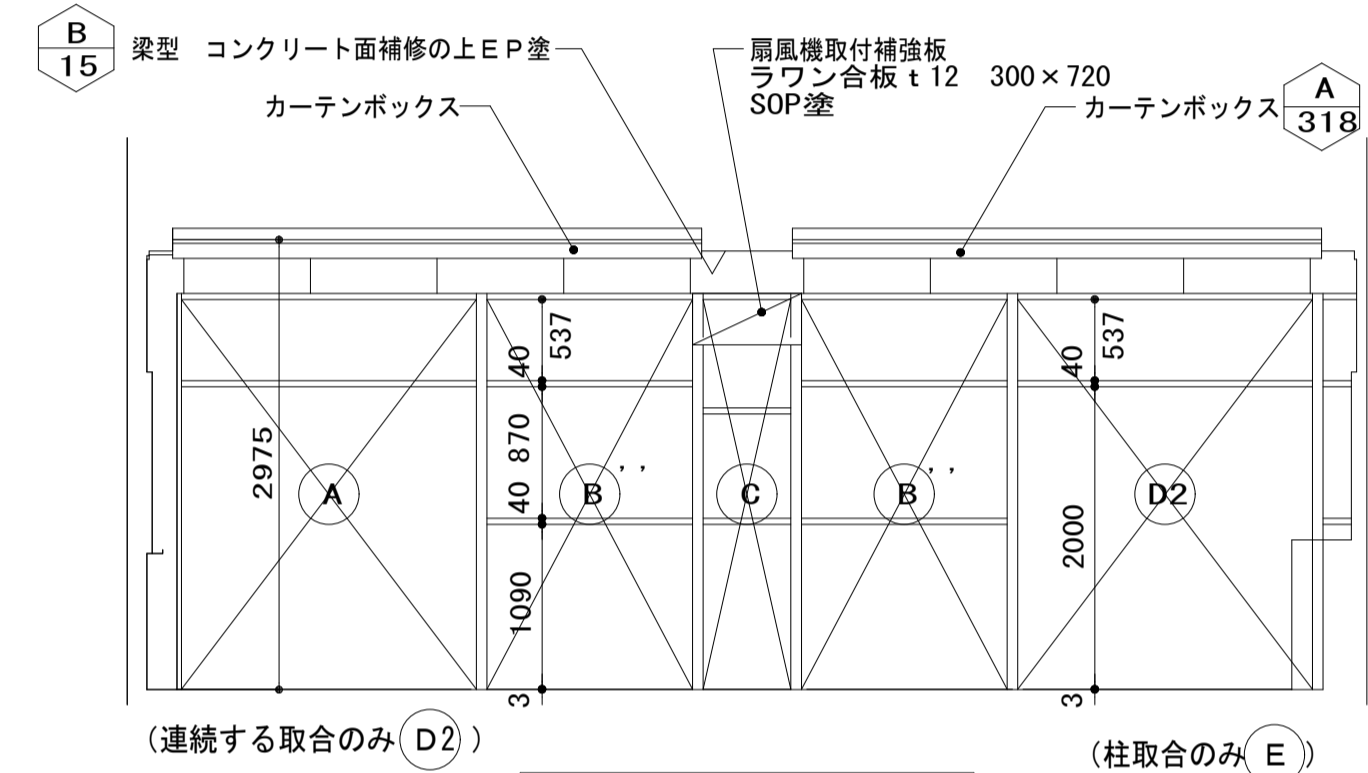 B
15
梁型 コンクリート面補修の上EP塗
扇風機取付補強板
ラワン合板 t 12 300×720
SOP塗
カーテンボックス
カーテンボックス
A
318
537
40
870
40
1090
3
2975
537
40
2000
3
A
B ’’
C
B ’’
D2
(連続する取合のみ D2 )
(柱取合のみ E )